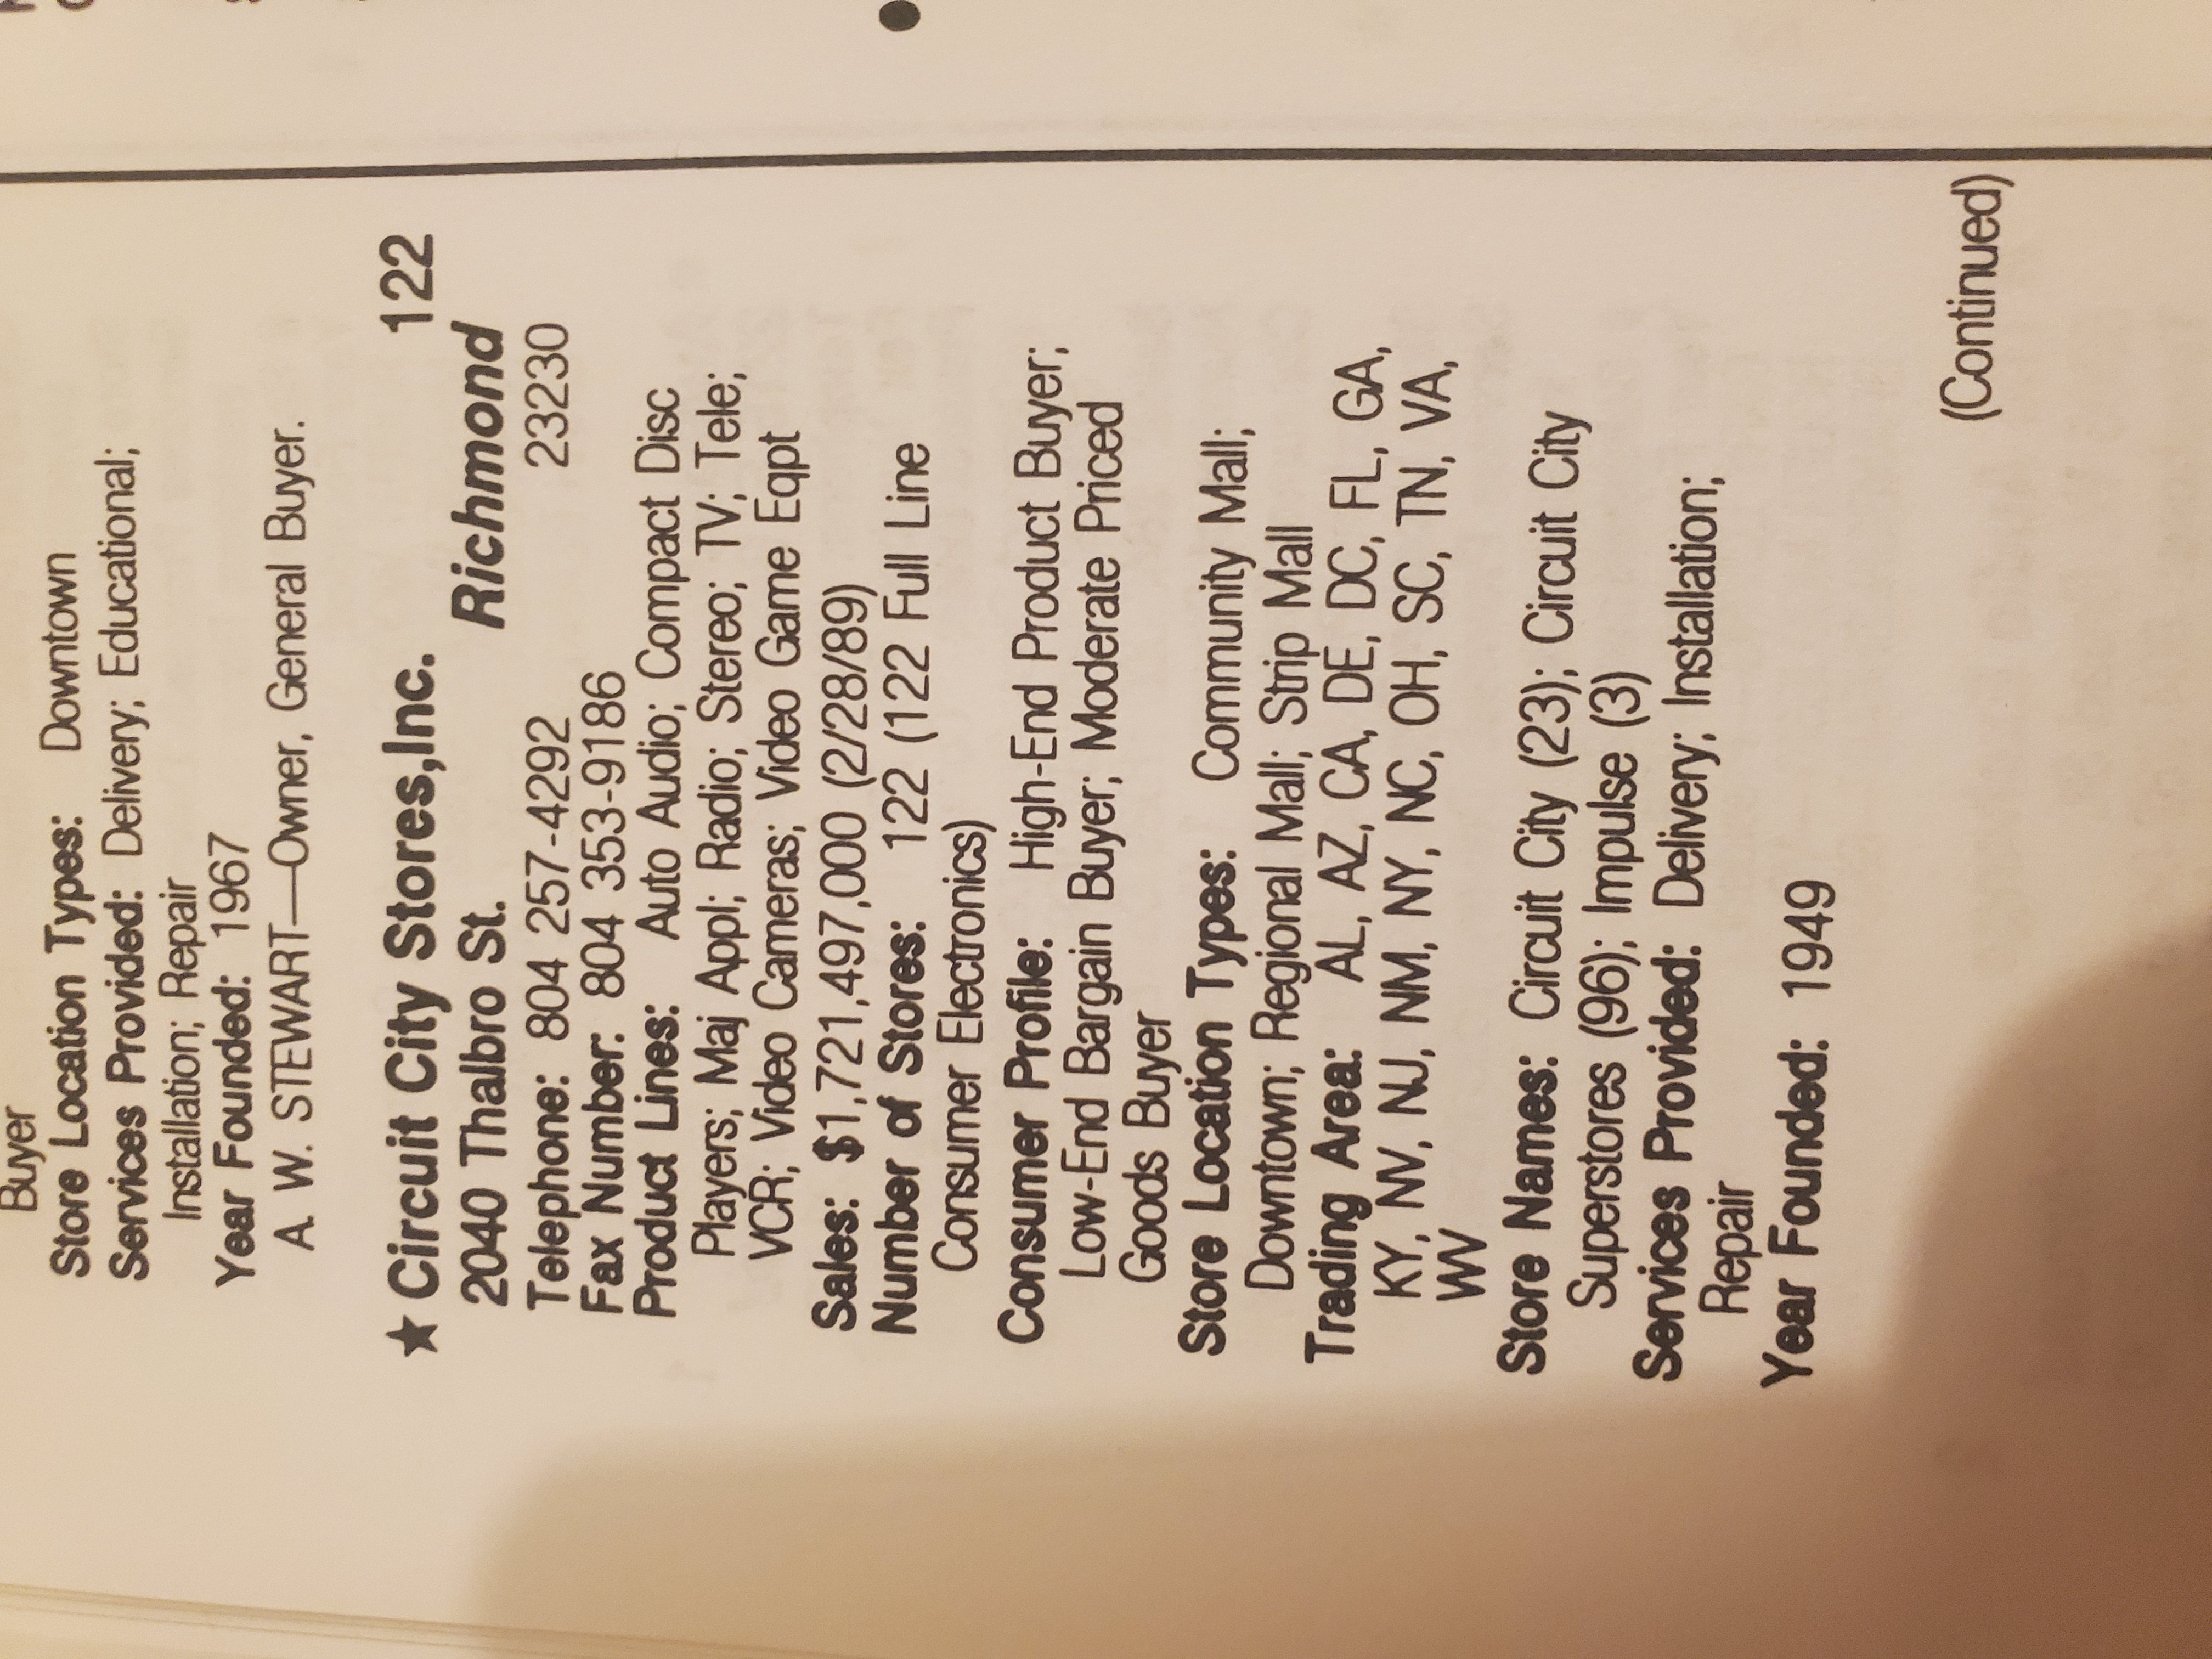 Buyer
Store Location Types: Downtown
Services Provided: Delivery; Educational;
Installation; Repair
Year Founded: 1967
A. W. STEWART—Owner, General Buyer.
★ Circuit City Stores,Inc. 122
2040 Thalbro St. Richmond
Telephone: 804 257-4292 23230
Fax Number: 804 353-9186
Product Lines: Auto Audio; Compact Disc
Players; Maj Appl; Radio; Stereo; TV; Tele;
VCR; Video Cameras; Video Game Eqpt
Sales: $1,721,497,000 (2/28/89)
Number of Stores: 122 (122 Full Line
Consumer Electronics)
Consumer Profile: High-End Product Buyer;
Low-End Bargain Buyer; Moderate Priced
Goods Buyer
Store Location Types: Community Mall;
Downtown; Regional Mall; Strip Mall
Trading Area: AL, AZ, CA, DE, DC, FL, GA,
KY, NV, NJ, NM, NY, NC, OH, SC, TN, VA,
WV
Store Names: Circuit City (23); Circuit City
Superstores (96); Impulse (3)
Services Provided: Delivery; Installation;
Repair
Year Founded: 1949
(Continued)